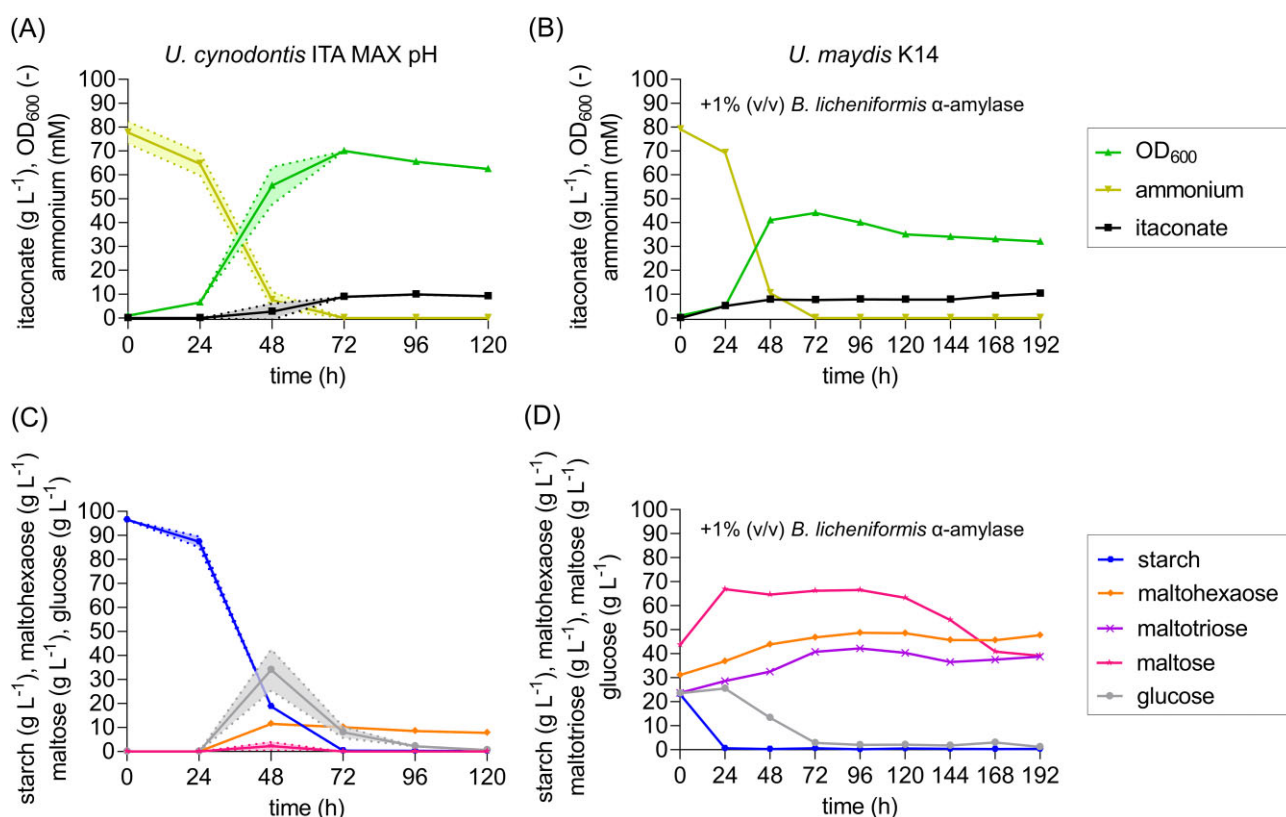 (A)
U. cynodontis ITA MAX pH
itaconate (g L⁻¹), OD₆₀₀ (-)
ammonium (mM)
100
90
80
70
60
50
40
30
20
10
0
0 24 48 72 96 120
time (h)
(B)
U. maydis K14
+1% (v/v) B. licheniformis α-amylase
itaconate (g L⁻¹), OD₆₀₀ (-)
ammonium (mM)
100
90
80
70
60
50
40
30
20
10
0
0 24 48 72 96 120 144 168 192
time (h)
OD₆₀₀
ammonium
itaconate
(C)
starch (g L⁻¹), maltohexaose (g L⁻¹)
maltose (g L⁻¹), glucose (g L⁻¹)
100
90
80
70
60
50
40
30
20
10
0
0 24 48 72 96 120
time (h)
(D)
+1% (v/v) B. licheniformis α-amylase
starch (g L⁻¹), maltohexaose (g L⁻¹)
maltotriose (g L⁻¹), maltose (g L⁻¹)
glucose (g L⁻¹)
100
90
80
70
60
50
40
30
20
10
0
0 24 48 72 96 120 144 168 192
time (h)
starch
maltohexaose
maltotriose
maltose
glucose